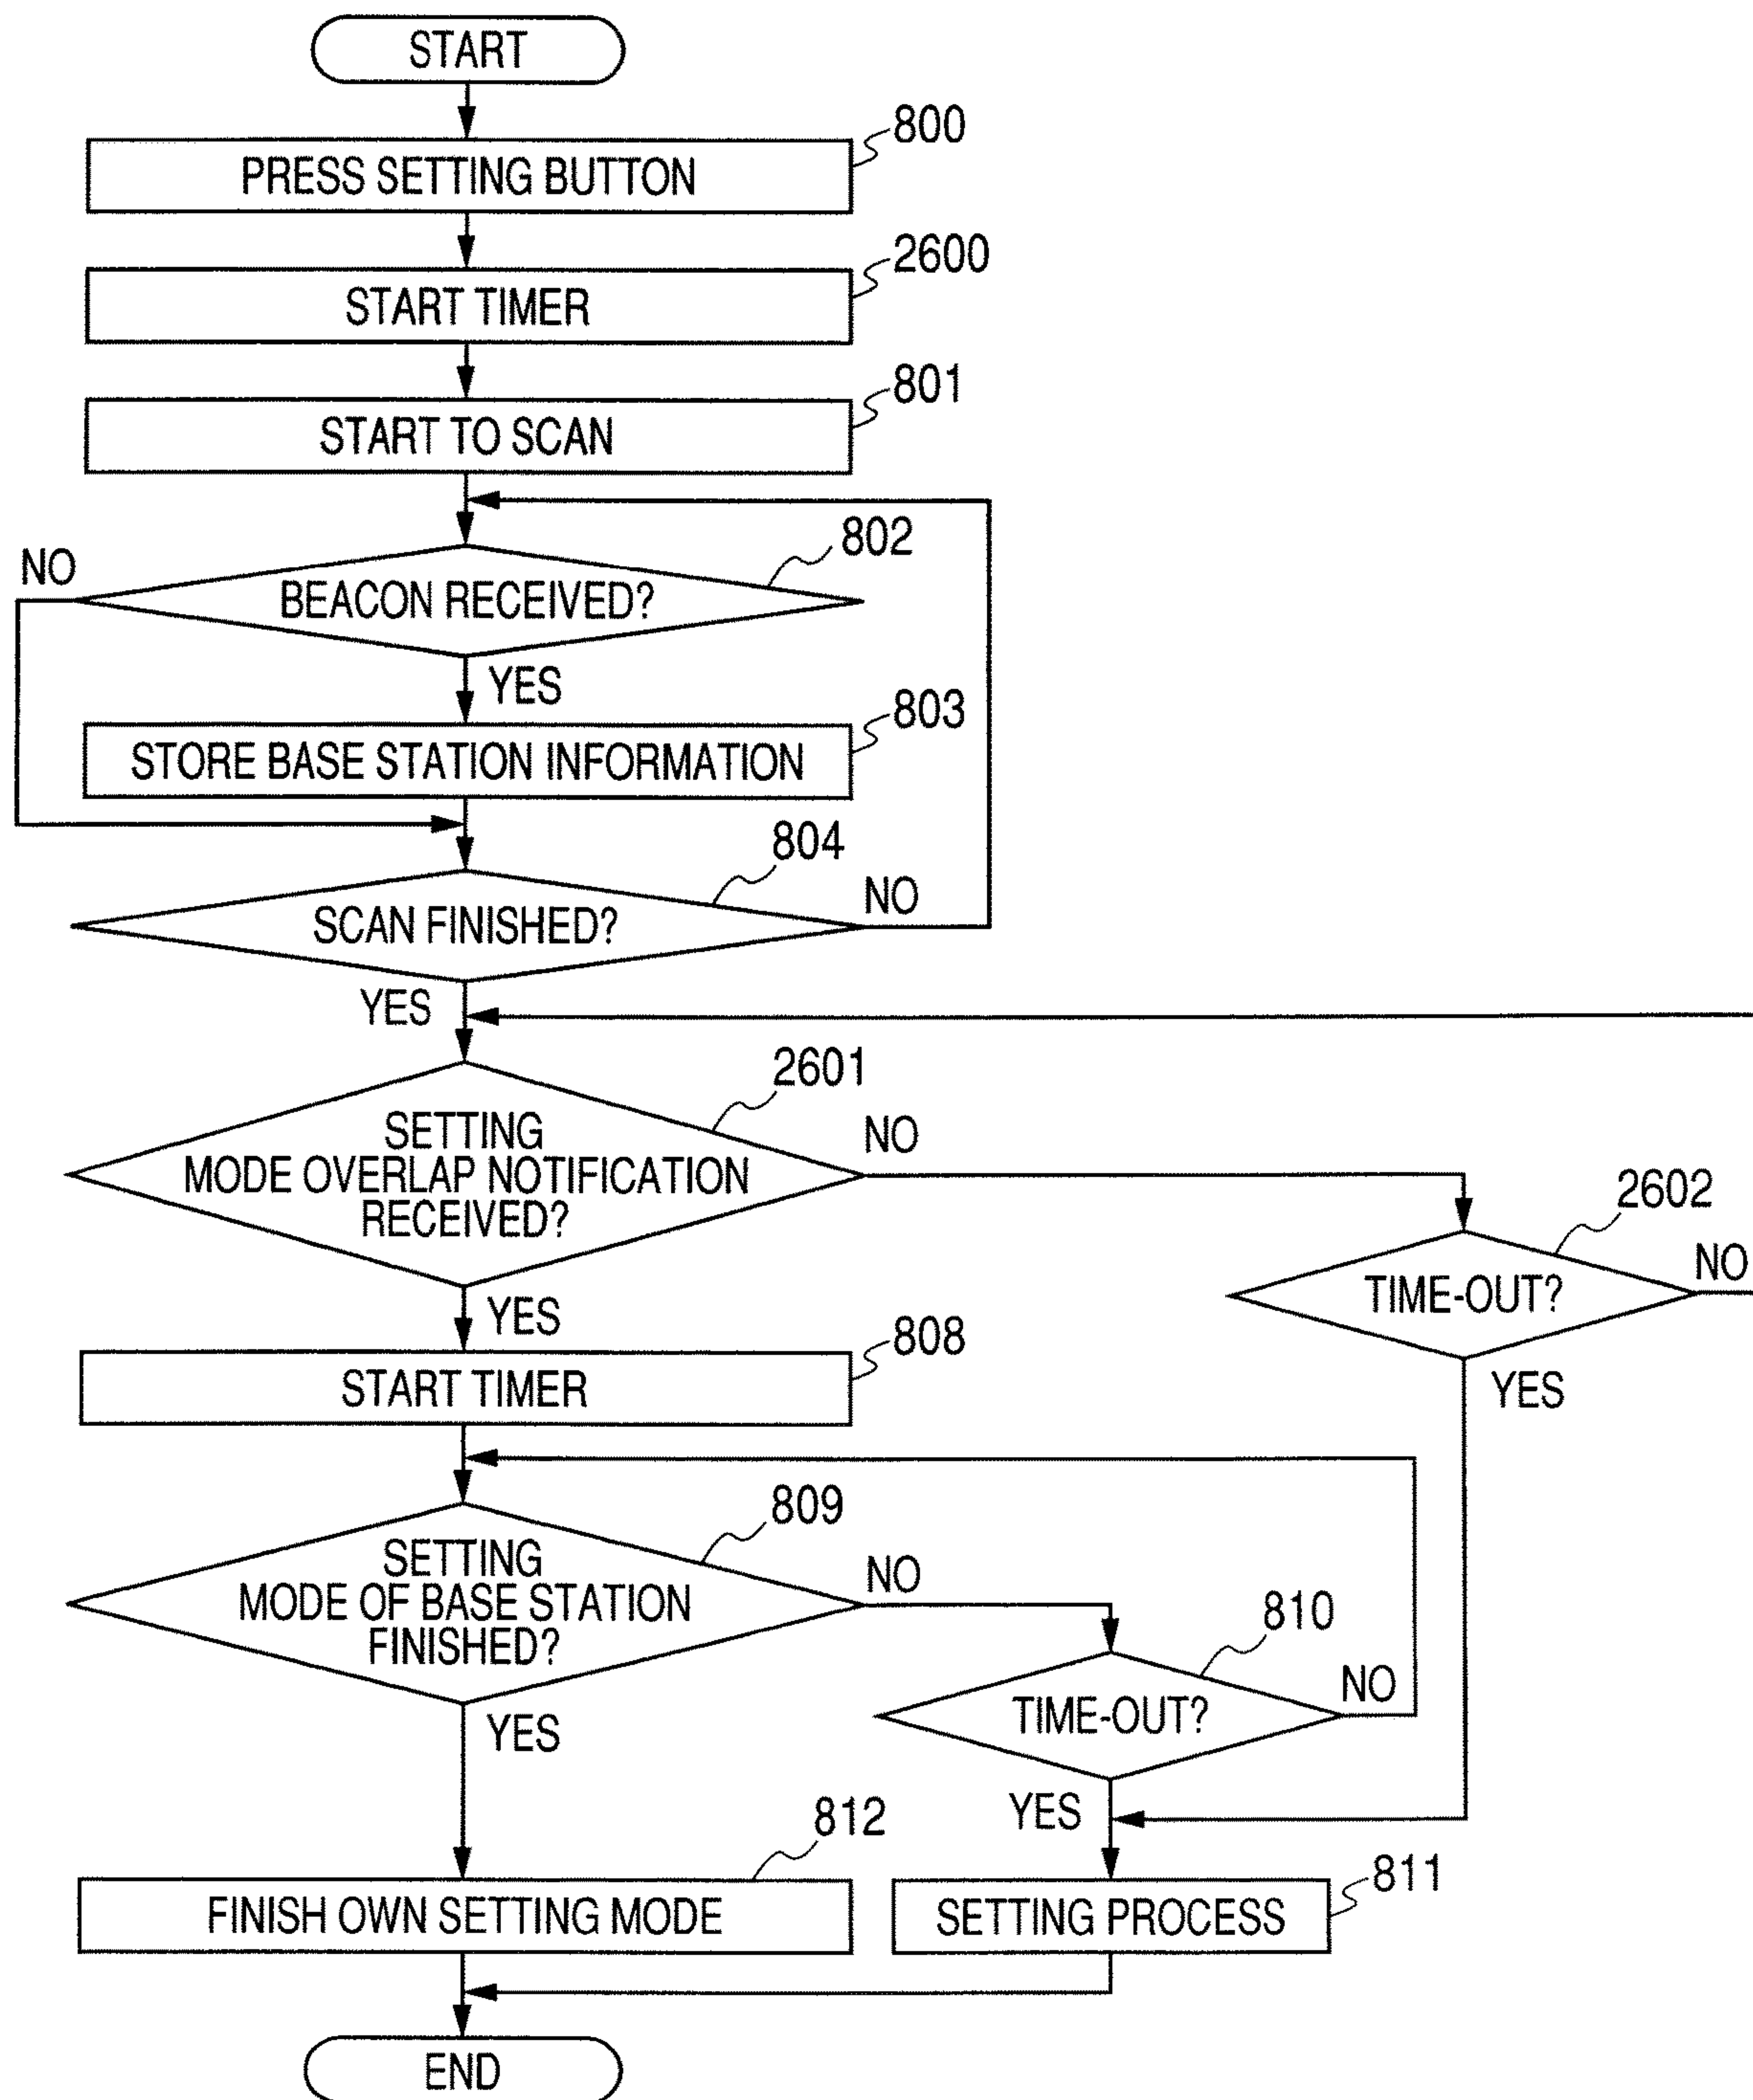 START
800
PRESS SETTING BUTTON
2600
START TIMER
801
START TO SCAN
802
NO
BEACON RECEIVED?
YES
803
STORE BASE STATION INFORMATION
804
NO
SCAN FINISHED?
YES
2601
SETTING
MODE OVERLAP NOTIFICATION
RECEIVED?
NO
2602
NO
TIME-OUT?
YES
YES
808
START TIMER
809
SETTING
MODE OF BASE STATION
FINISHED?
NO
810
NO
TIME-OUT?
YES
YES
812
FINISH OWN SETTING MODE
811
SETTING PROCESS
END